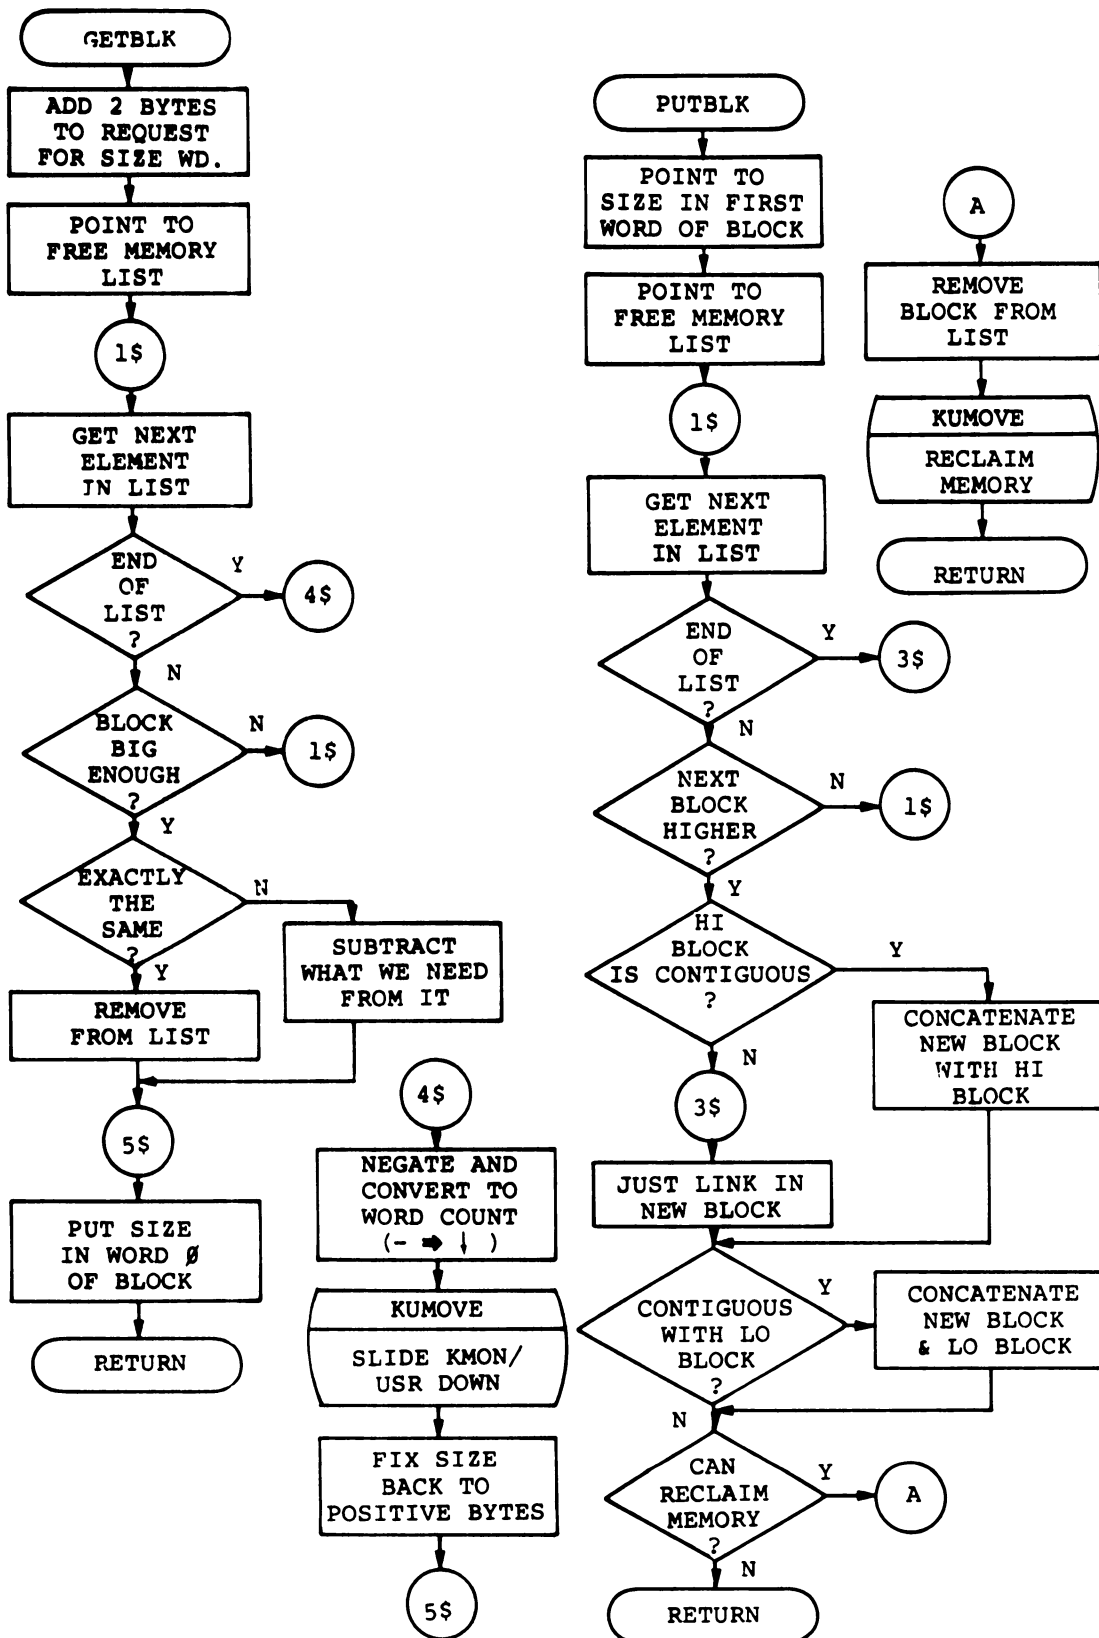 GETBLK
ADD 2 BYTES
TO REQUEST
FOR SIZE WD.
POINT TO
FREE MEMORY
LIST
1$
GET NEXT
ELEMENT
IN LIST
END
OF
LIST
?
Y
4$
N
BLOCK
BIG
ENOUGH
?
N
1$
Y
EXACTLY
THE
SAME
?
N
SUBTRACT
WHAT WE NEED
FROM IT
Y
REMOVE
FROM LIST
5$
PUT SIZE
IN WORD Ø
OF BLOCK
RETURN
4$
NEGATE AND
CONVERT TO
WORD COUNT
(- ➡ ↓ )
KUMOVE
SLIDE KMON/
USR DOWN
FIX SIZE
BACK TO
POSITIVE BYTES
5$
PUTBLK
POINT TO
SIZE IN FIRST
WORD OF BLOCK
POINT TO
FREE MEMORY
LIST
1$
GET NEXT
ELEMENT
IN LIST
END
OF
LIST
?
Y
3$
N
NEXT
BLOCK
HIGHER
?
N
1$
Y
HI
BLOCK
IS CONTIGUOUS
?
Y
CONCATENATE
NEW BLOCK
WITH HI
BLOCK
N
3$
JUST LINK IN
NEW BLOCK
CONTIGUOUS
WITH LO
BLOCK
?
Y
CONCATENATE
NEW BLOCK
& LO BLOCK
N
CAN
RECLAIM
MEMORY
?
Y
A
N
RETURN
A
REMOVE
BLOCK FROM
LIST
KUMOVE
RECLAIM
MEMORY
RETURN